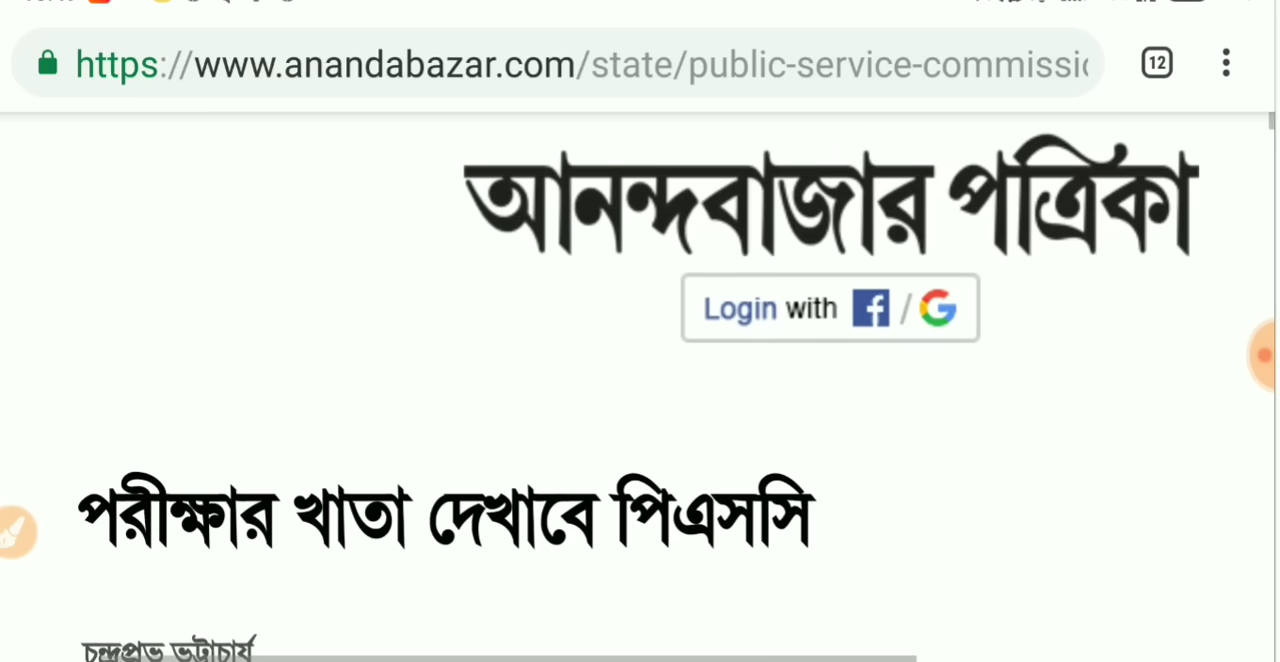 https://www.anandabazar.com/state/public-service-commissi
12
আনন্দবাজার পত্রিকা
Login with f / G
পরীক্ষার খাতা দেখাবে পিএসসি
চন্দ্রপ্রভ ভট্টাচার্য